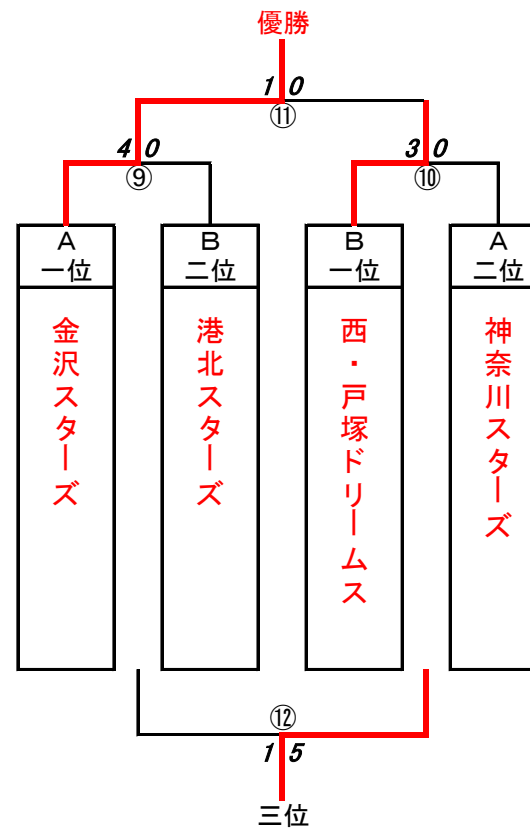 優勝
1 0
⑪
4 0
⑨
3 0
⑩
A
一位
B
二位
B
一位
A
二位
金沢スターズ
港北スターズ
西・戸塚ドリームス
神奈川スターズ
⑫
1 5
三位